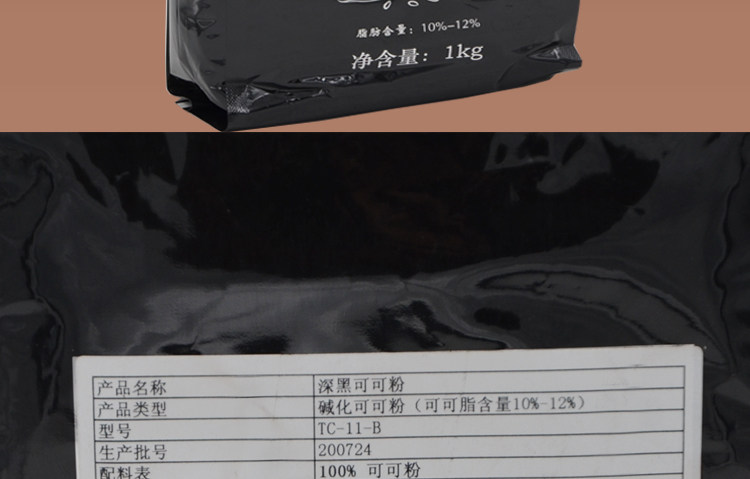 脂肪含量：10%-12%
净含量：1kg
产品名称 深黑可可粉
产品类型 碱化可可粉（可可脂含量10%-12%）
型号 TC-11-B
生产批号 200724
配料表 100% 可可粉